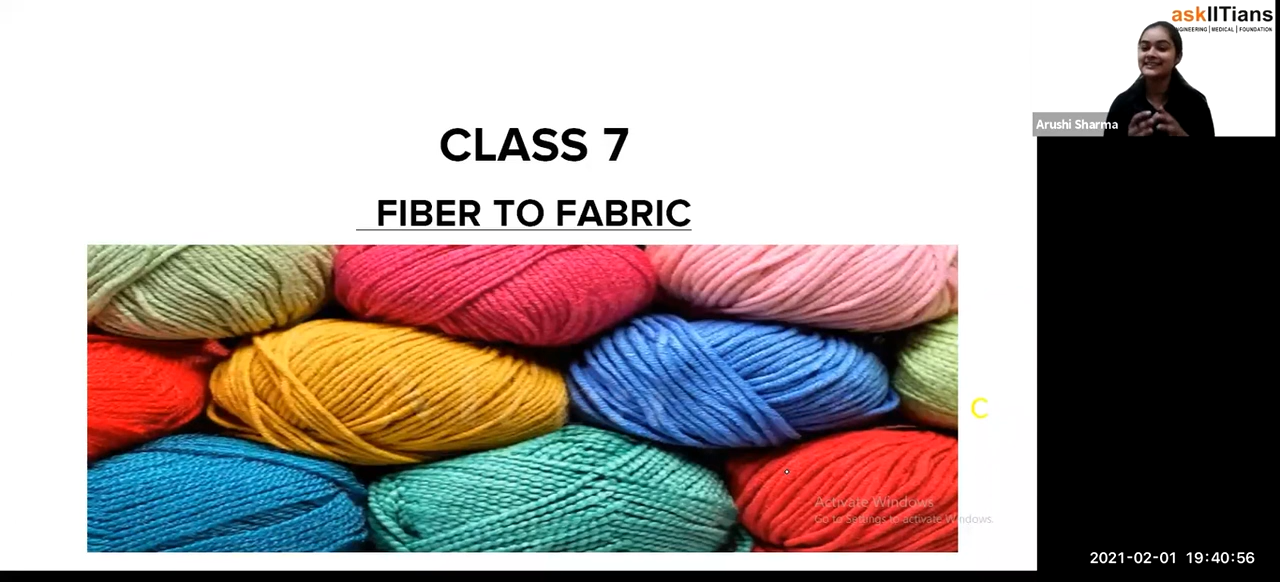 askIITians
ENGINEERING | MEDICAL | FOUNDATION
Arushi Sharma
CLASS 7
FIBER TO FABRIC
C
Activate Windows
Go to Settings to activate Windows.
2021-02-01 19:40:56